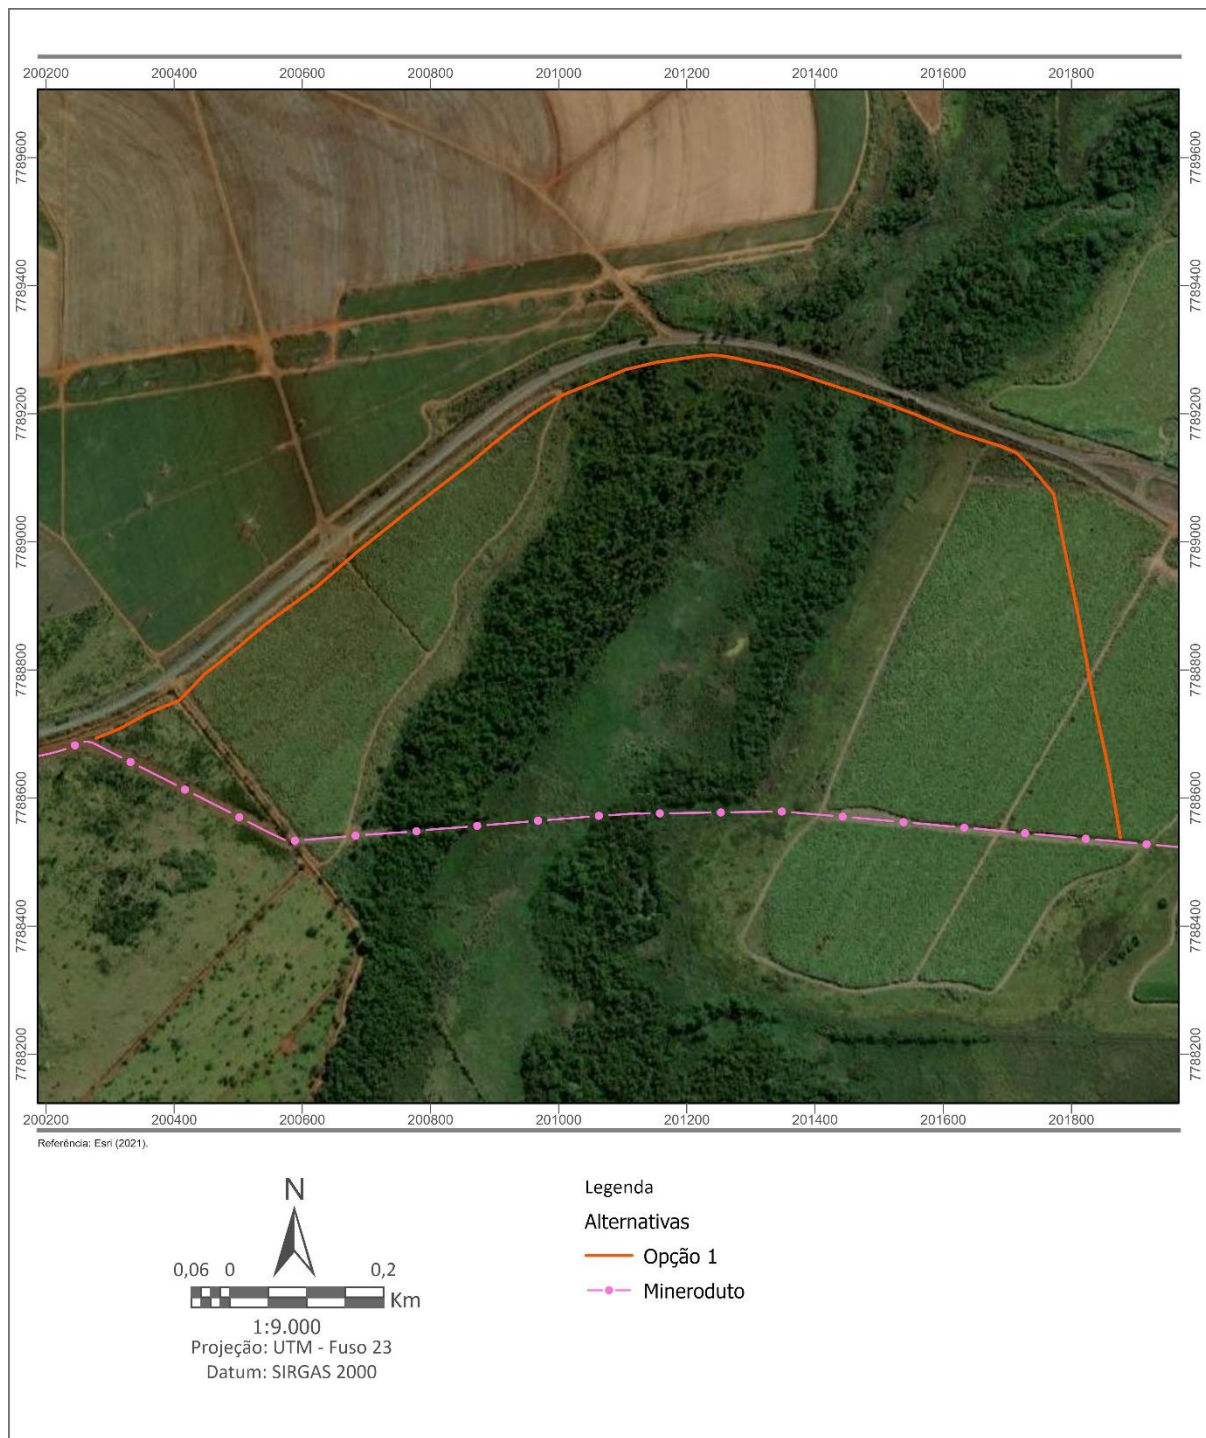 200200 200400 200600 200800 201000 201200 201400 201600 201800
7789600 7789600
7789400 7789400
7789200 7789200
7789000 7789000
7788800 7788800
7788600 7788600
7788400 7788400
7788200 7788200
200200 200400 200600 200800 201000 201200 201400 201600 201800
Referência: Esri (2021).
N
0,06 0 0,2
Km
1:9.000
Projeção: UTM - Fuso 23
Datum: SIRGAS 2000
Legenda
Alternativas
Opção 1
Mineroduto